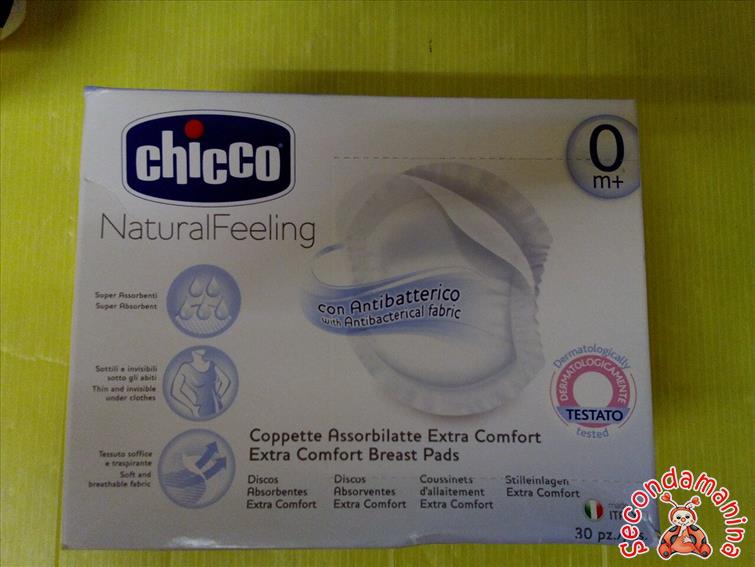 chicco
NaturalFeeling
0
m+
Super Assorbenti
Super Absorbent
con Antibatterico
with Antibacterical fabric
Sottili e invisibili
sotto gli abiti
Thin and invisible
under clothes
Dermatologically
DERMATOLOGICAMENTE
TESTATO
tested
Tessuto soffice
e traspirante
Soft and
breathable fabric
Coppette Assorbilatte Extra Comfort
Extra Comfort Breast Pads
Discos
Absorbentes
Extra Comfort
Discos
Absorventes
Extra Comfort
Coussinets
d'allaitement
Extra Comfort
Stilleinlagen
Extra Comfort
30 pz.
secondamanina